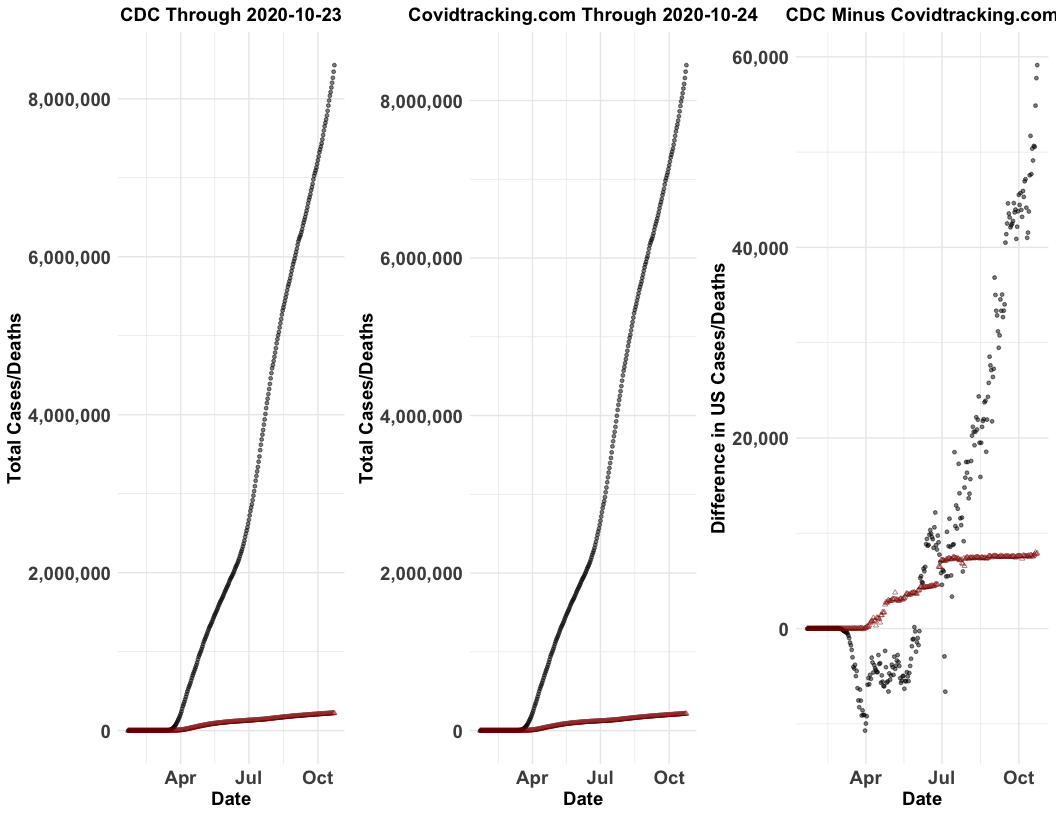 CDC Through 2020-10-23
8,000,000
6,000,000
4,000,000
2,000,000
0
Total Cases/Deaths
Apr Jul Oct
Date
Covidtracking.com Through 2020-10-24
8,000,000
6,000,000
4,000,000
2,000,000
0
Total Cases/Deaths
Apr Jul Oct
Date
CDC Minus Covidtracking.com
60,000
40,000
20,000
0
Difference in US Cases/Deaths
Apr Jul Oct
Date